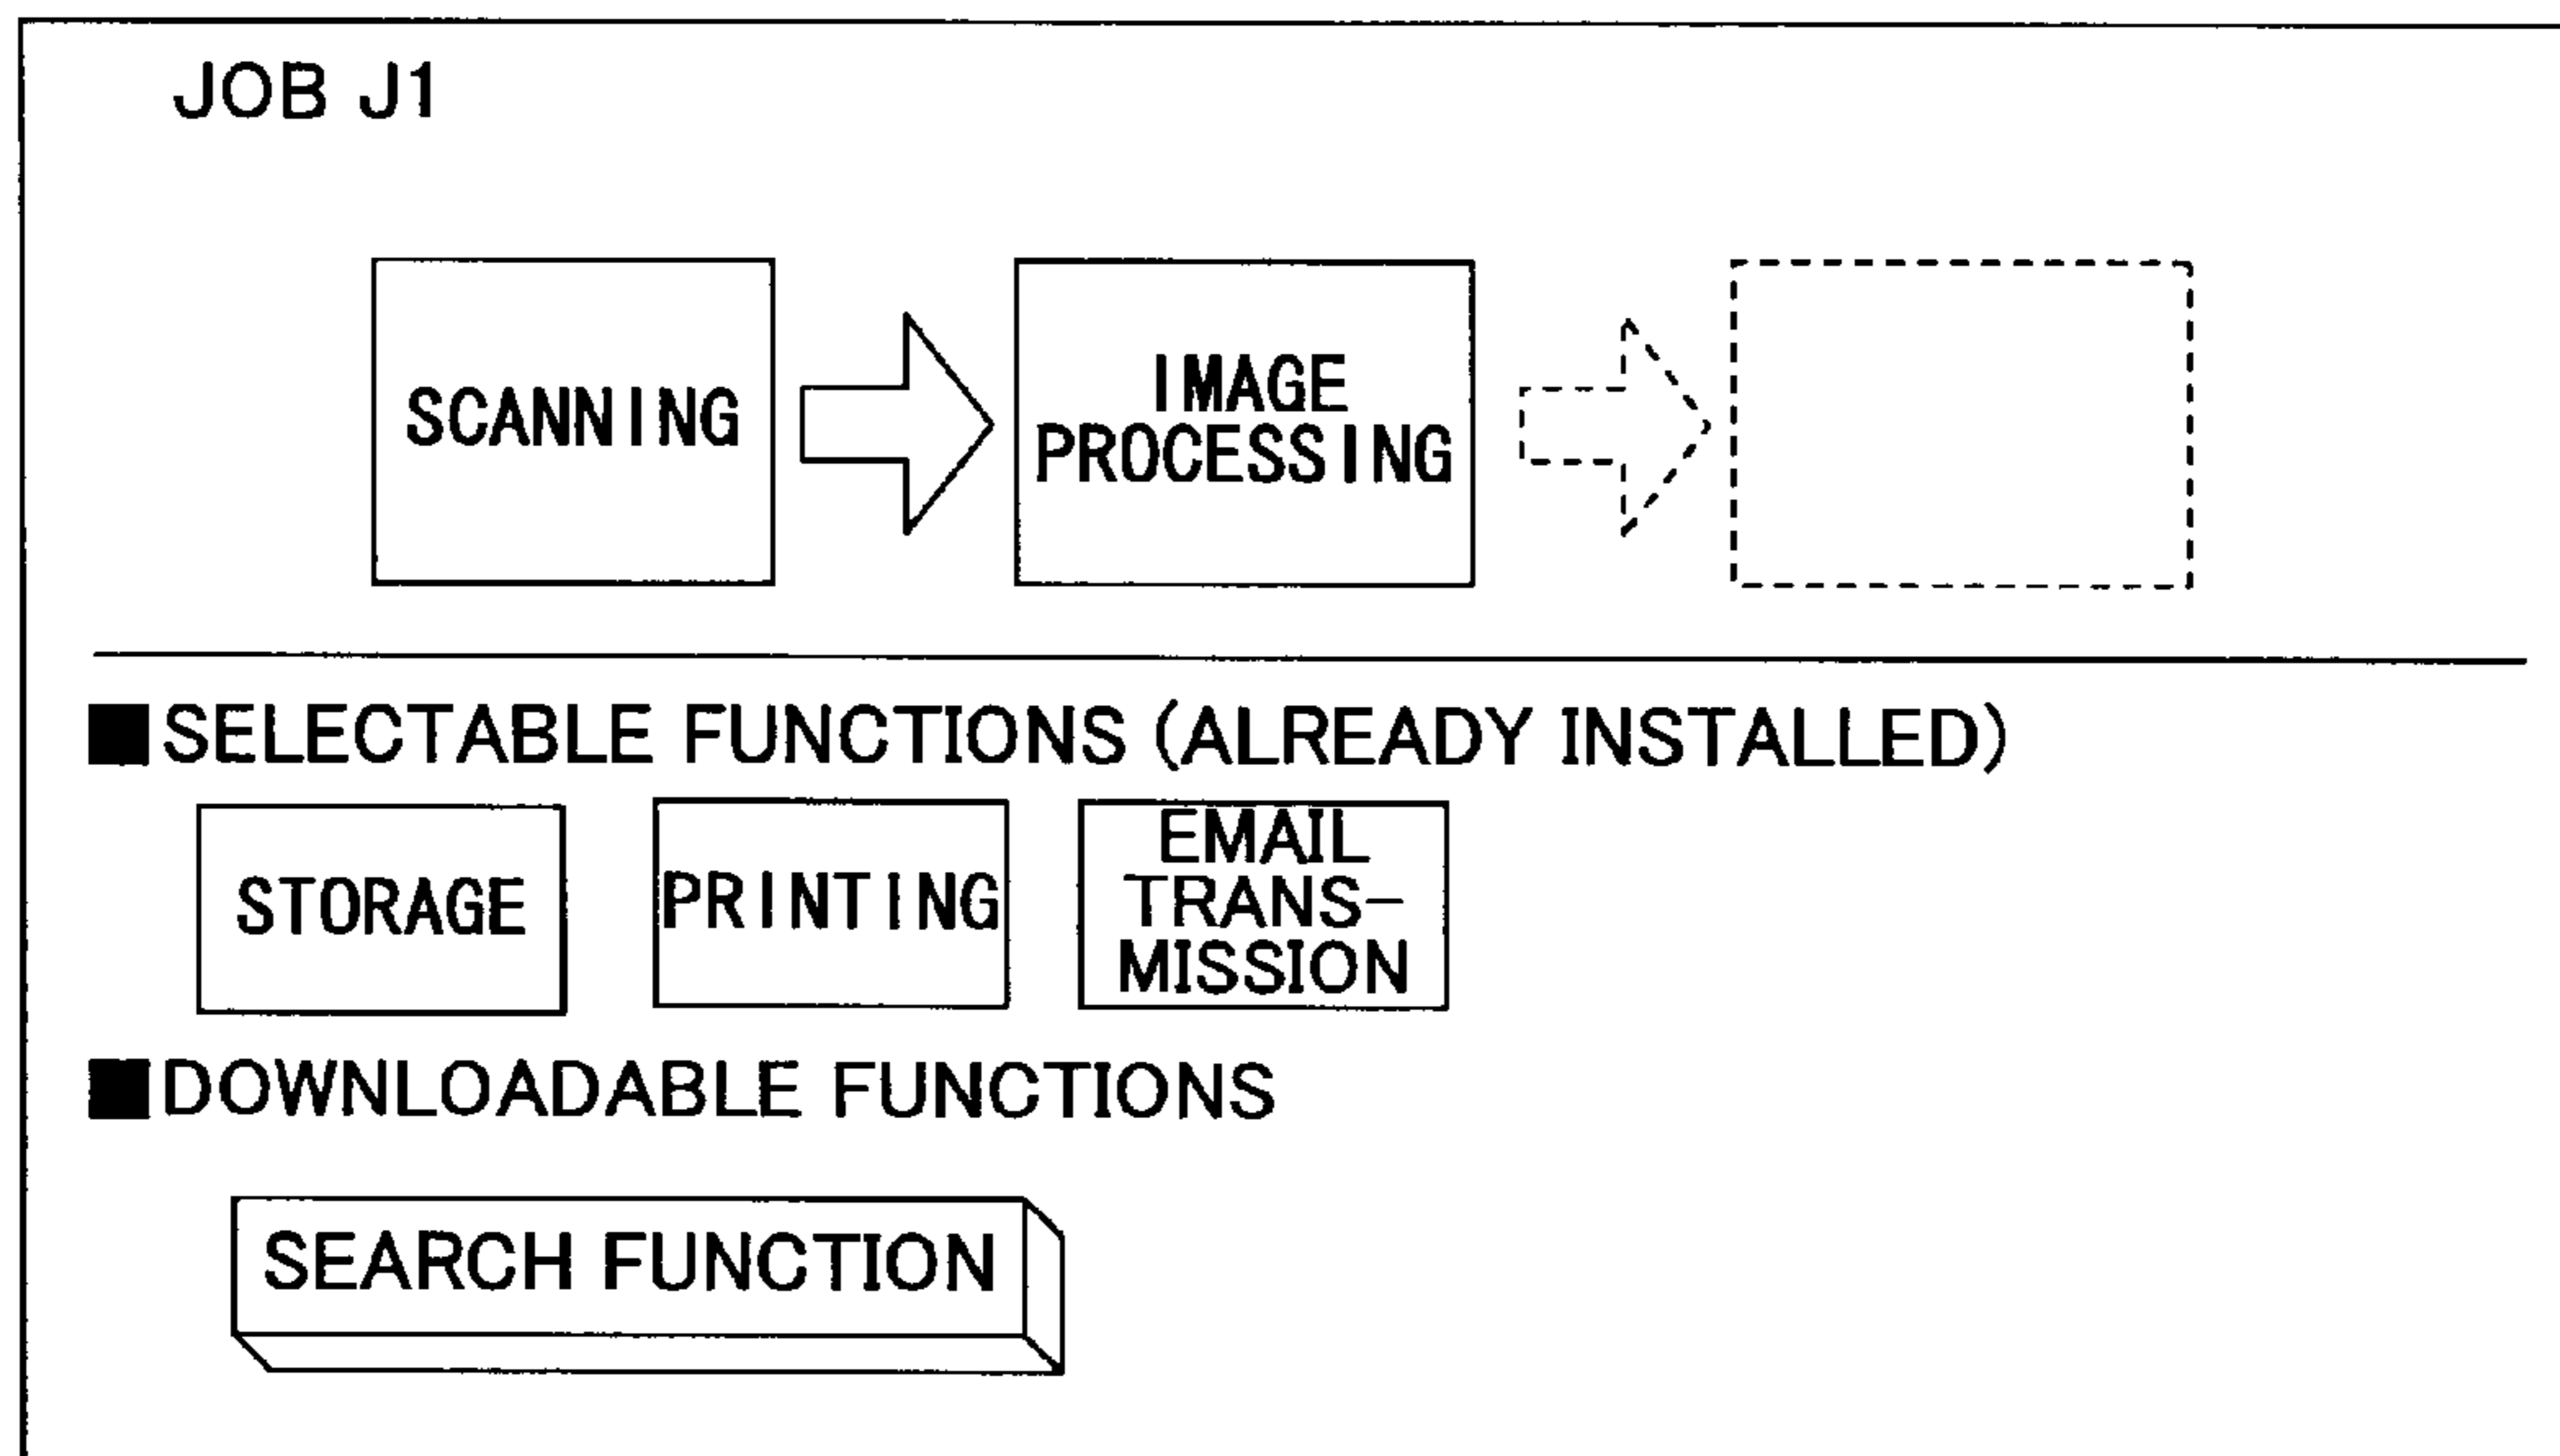 JOB J1
SCANNING
IMAGE
PROCESSING
■SELECTABLE FUNCTIONS (ALREADY INSTALLED)
STORAGE
PRINTING
EMAIL
TRANS-
MISSION
■DOWNLOADABLE FUNCTIONS
SEARCH FUNCTION